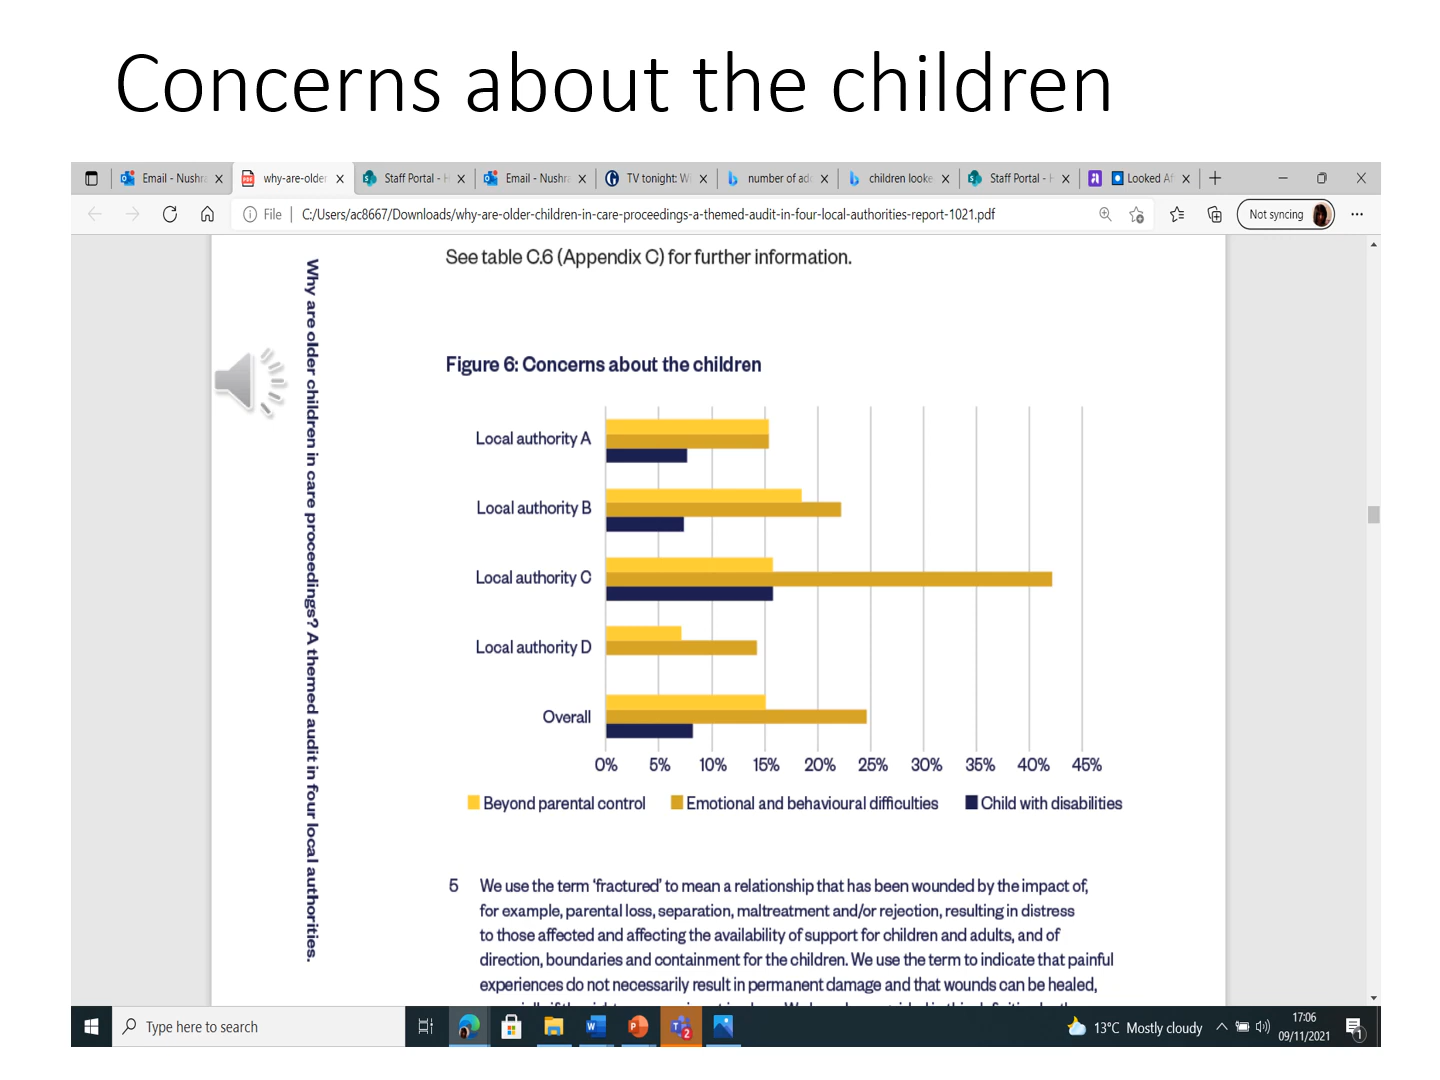 Concerns about the children
Email - Nushra
why-are-older
Staff Portal - H
Email - Nushra
TV tonight: W
number of ad
children looke
Staff Portal - H
Looked Af
File | C:/Users/ac8667/Downloads/why-are-older-children-in-care-proceedings-a-themed-audit-in-four-local-authorities-report-1021.pdf
Not syncing
See table C.6 (Appendix C) for further information.
Why are older children in care proceedings? A themed audit in four local authorities.
Figure 6: Concerns about the children
Local authority A
Local authority B
Local authority C
Local authority D
Overall
0% 5% 10% 15% 20% 25% 30% 35% 40% 45%
Beyond parental control Emotional and behavioural difficulties Child with disabilities
5 We use the term ‘fractured’ to mean a relationship that has been wounded by the impact of,
for example, parental loss, separation, maltreatment and/or rejection, resulting in distress
to those affected and affecting the availability of support for children and adults, and of
direction, boundaries and containment for the children. We use the term to indicate that painful
experiences do not necessarily result in permanent damage and that wounds can be healed,
Type here to search
13°C Mostly cloudy
17:06
09/11/2021